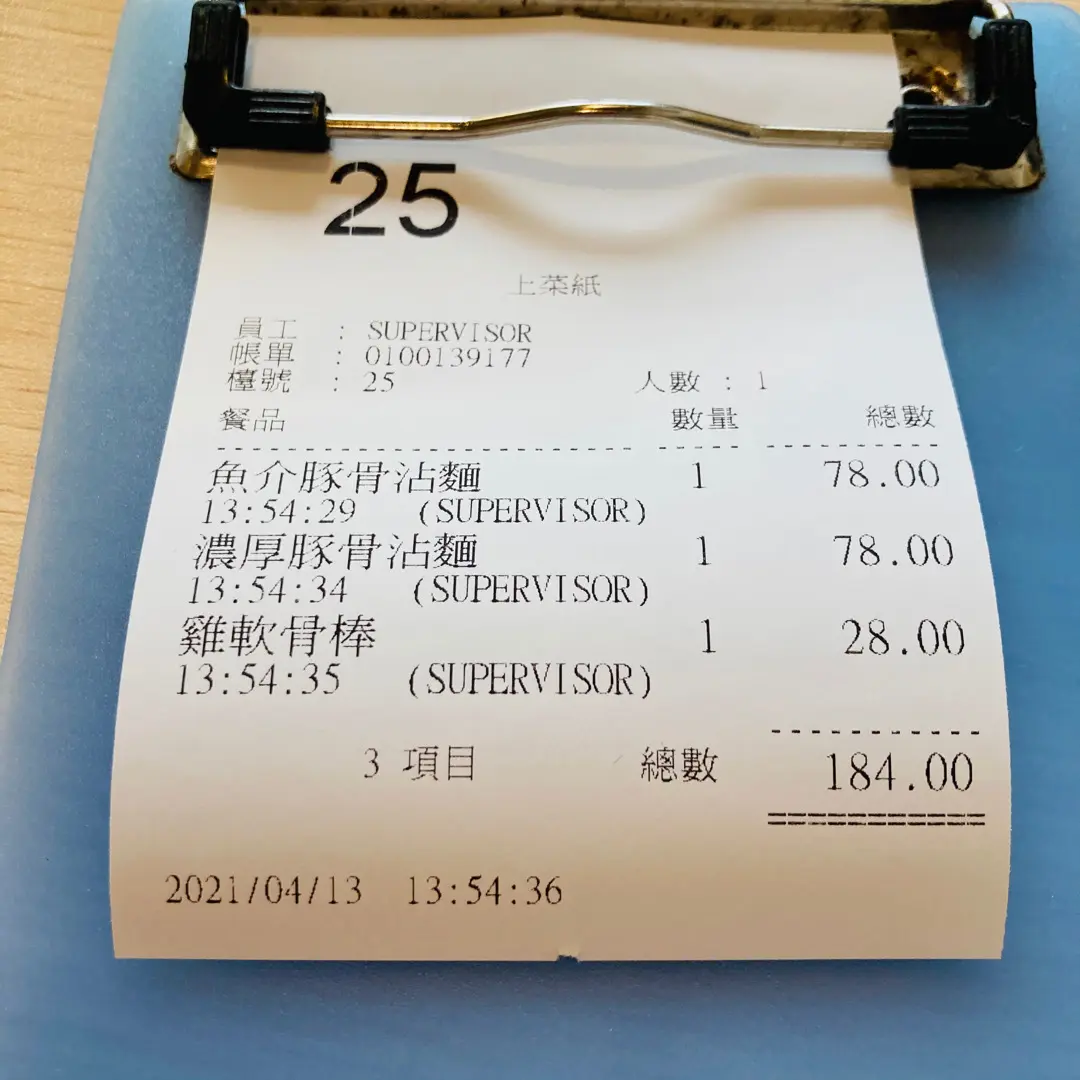 25
上菜紙
員工 : SUPERVISOR
帳單 : 0100139177
檯號 : 25 人數 : 1
餐品 數量 總數
魚介豚骨沾麵 1 78.00
13:54:29 (SUPERVISOR)
濃厚豚骨沾麵 1 78.00
13:54:34 (SUPERVISOR)
雞軟骨棒 1 28.00
13:54:35 (SUPERVISOR)
3 項目 總數 184.00
2021/04/13 13:54:36